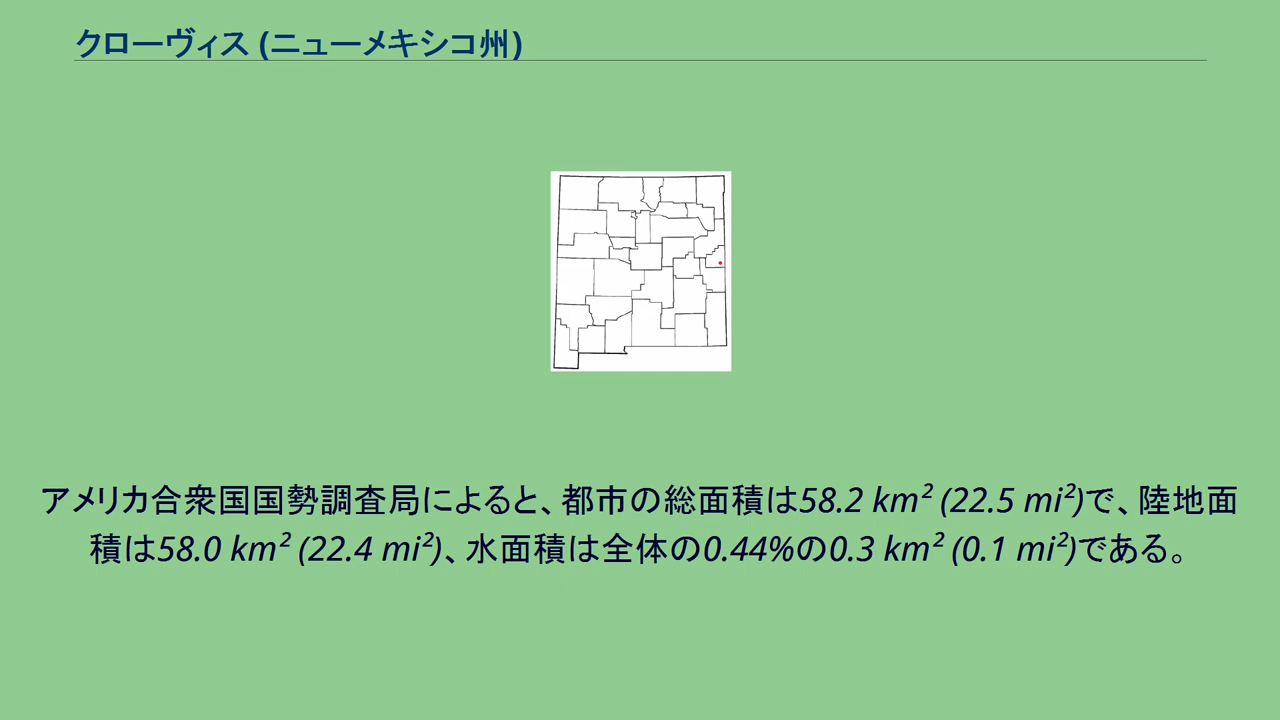 クローヴィス (ニューメキシコ州)
アメリカ合衆国国勢調査局によると、都市の総面積は58.2 km² (22.5 mi²)で、陸地面
積は58.0 km² (22.4 mi²)、水面積は全体の0.44%の0.3 km² (0.1 mi²)である。